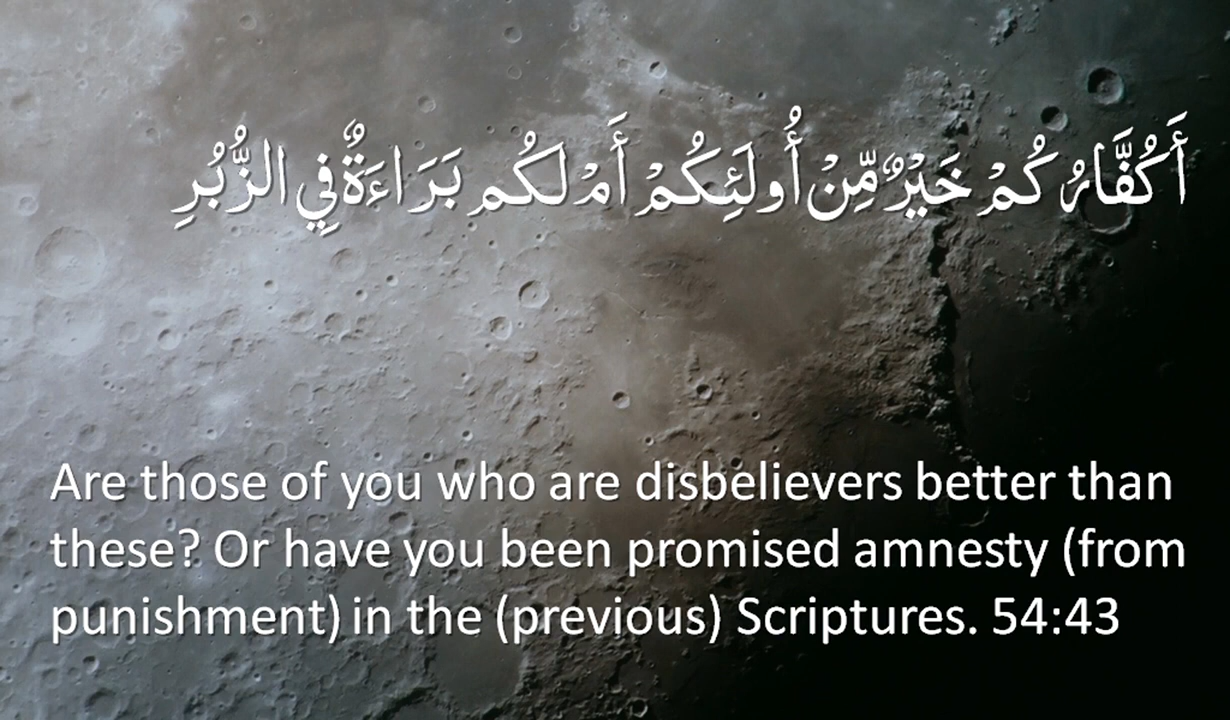 أَكُفَّارُكُمْ خَيْرٌ مِّنْ أُولَئِكُمْ أَمْ لَكُم بَرَاءَةٌ فِي الزُّبُرِ
Are those of you who are disbelievers better than
these? Or have you been promised amnesty (from
punishment) in the (previous) Scriptures. 54:43